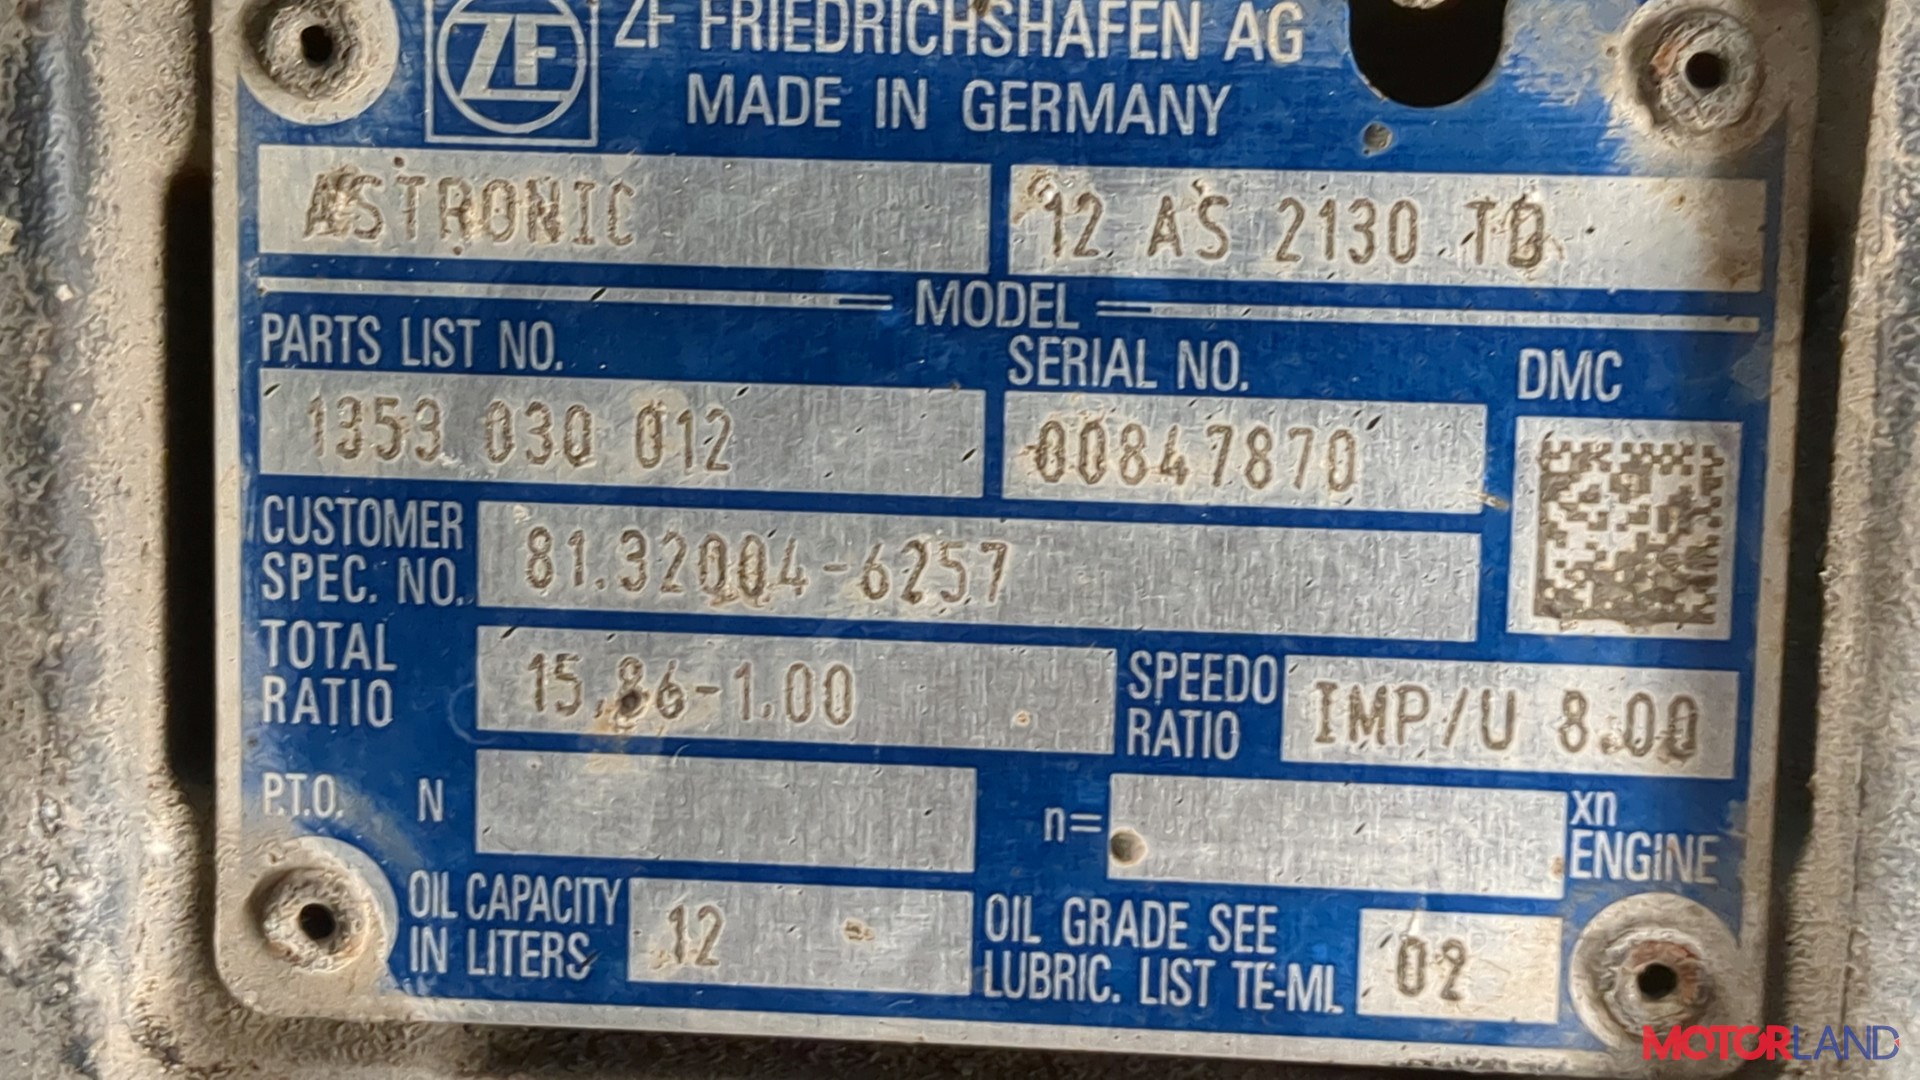 ZF ZF FRIEDRICHSHAFEN AG
MADE IN GERMANY
ASTRONIC 12 AS 2130 TD
MODEL
PARTS LIST NO. SERIAL NO. DMC
1353 030 012 00847870
CUSTOMER SPEC. NO. 81.32004-6257
TOTAL RATIO 15,86-1.00 SPEEDO RATIO IMP/U 8.00
P.T.O. N n= xn ENGINE
OIL CAPACITY IN LITERS 12 OIL GRADE SEE LUBRIC. LIST TE-ML 02
MOTORLAND